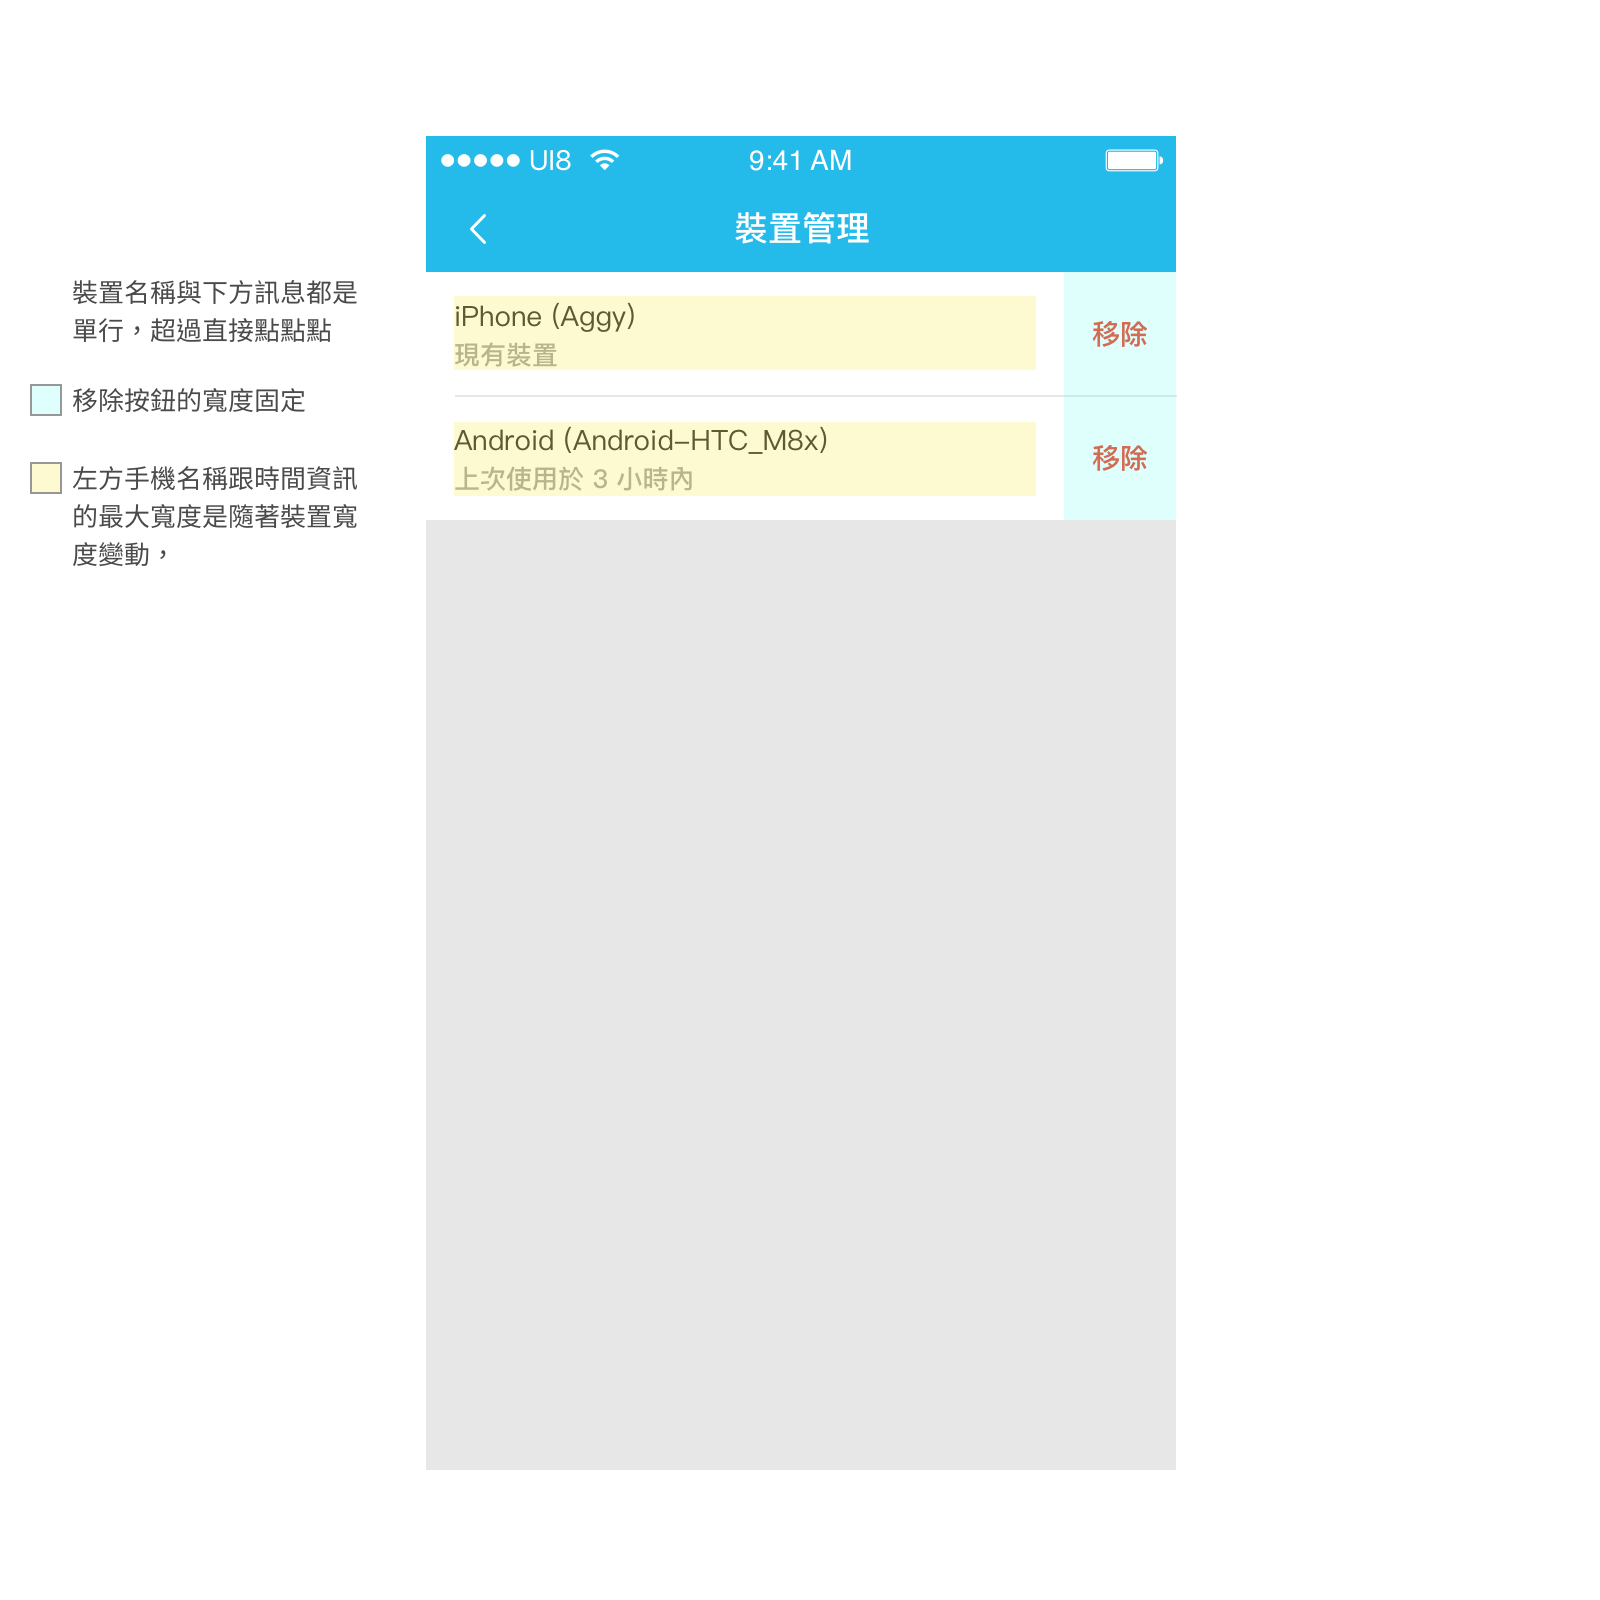 UI8 9:41 AM
裝置管理
裝置名稱與下方訊息都是
單行，超過直接點點點
移除按鈕的寬度固定
左方手機名稱跟時間資訊
的最大寬度是隨著裝置寬
度變動，
iPhone (Aggy)
現有裝置
移除
Android (Android-HTC_M8x)
上次使用於 3 小時內
移除